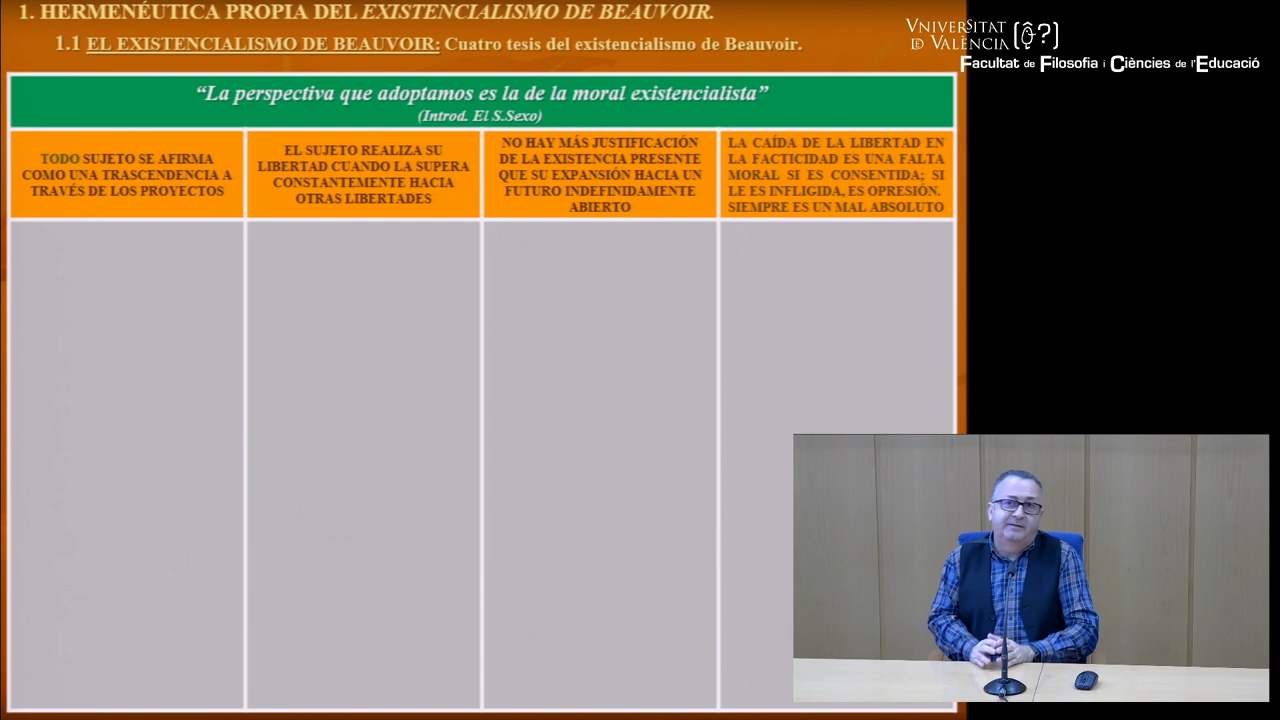 1. HERMENÉUTICA PROPIA DEL EXISTENCIALISMO DE BEAUVOIR.
1.1 EL EXISTENCIALISMO DE BEAUVOIR: Cuatro tesis del existencialismo de Beauvoir.
VNIVERSITAT
DE VALÈNCIA
Facultat de Filosofia i Ciències de l'Educació
“La perspectiva que adoptamos es la de la moral existencialista”
(Introd. El S.Sexo)
TODO SUJETO SE AFIRMA
COMO UNA TRASCENDENCIA A
TRAVÉS DE LOS PROYECTOS
EL SUJETO REALIZA SU
LIBERTAD CUANDO LA SUPERA
CONSTANTEMENTE HACIA
OTRAS LIBERTADES
NO HAY MÁS JUSTIFICACIÓN
DE LA EXISTENCIA PRESENTE
QUE SU EXPANSIÓN HACIA UN
FUTURO INDEFINIDAMENTE
ABIERTO
LA CAÍDA DE LA LIBERTAD EN
LA FACTICIDAD ES UNA FALTA
MORAL SI ES CONSENTIDA; SI
LE ES INFLIGIDA, ES OPRESIÓN.
SIEMPRE ES UN MAL ABSOLUTO